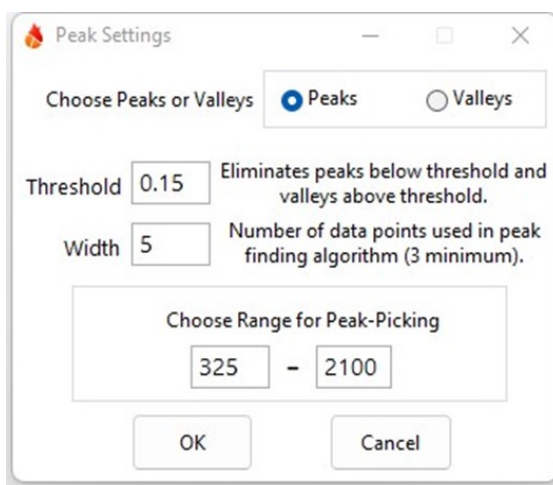 Peak Settings
Choose Peaks or Valleys
Peaks
Valleys
Threshold
0.15
Eliminates peaks below threshold and
valleys above threshold.
Width
5
Number of data points used in peak
finding algorithm (3 minimum).
Choose Range for Peak-Picking
325 - 2100
OK
Cancel